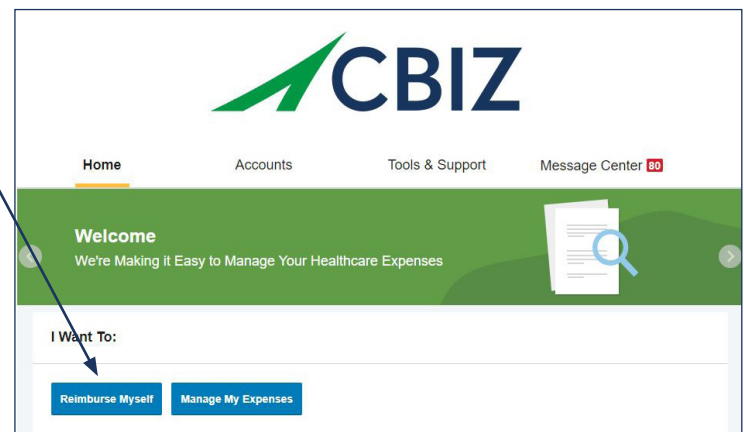 CBIZ
Home Accounts Tools & Support Message Center 80
Welcome
We're Making it Easy to Manage Your Healthcare Expenses
I Want To:
Reimburse Myself Manage My Expenses